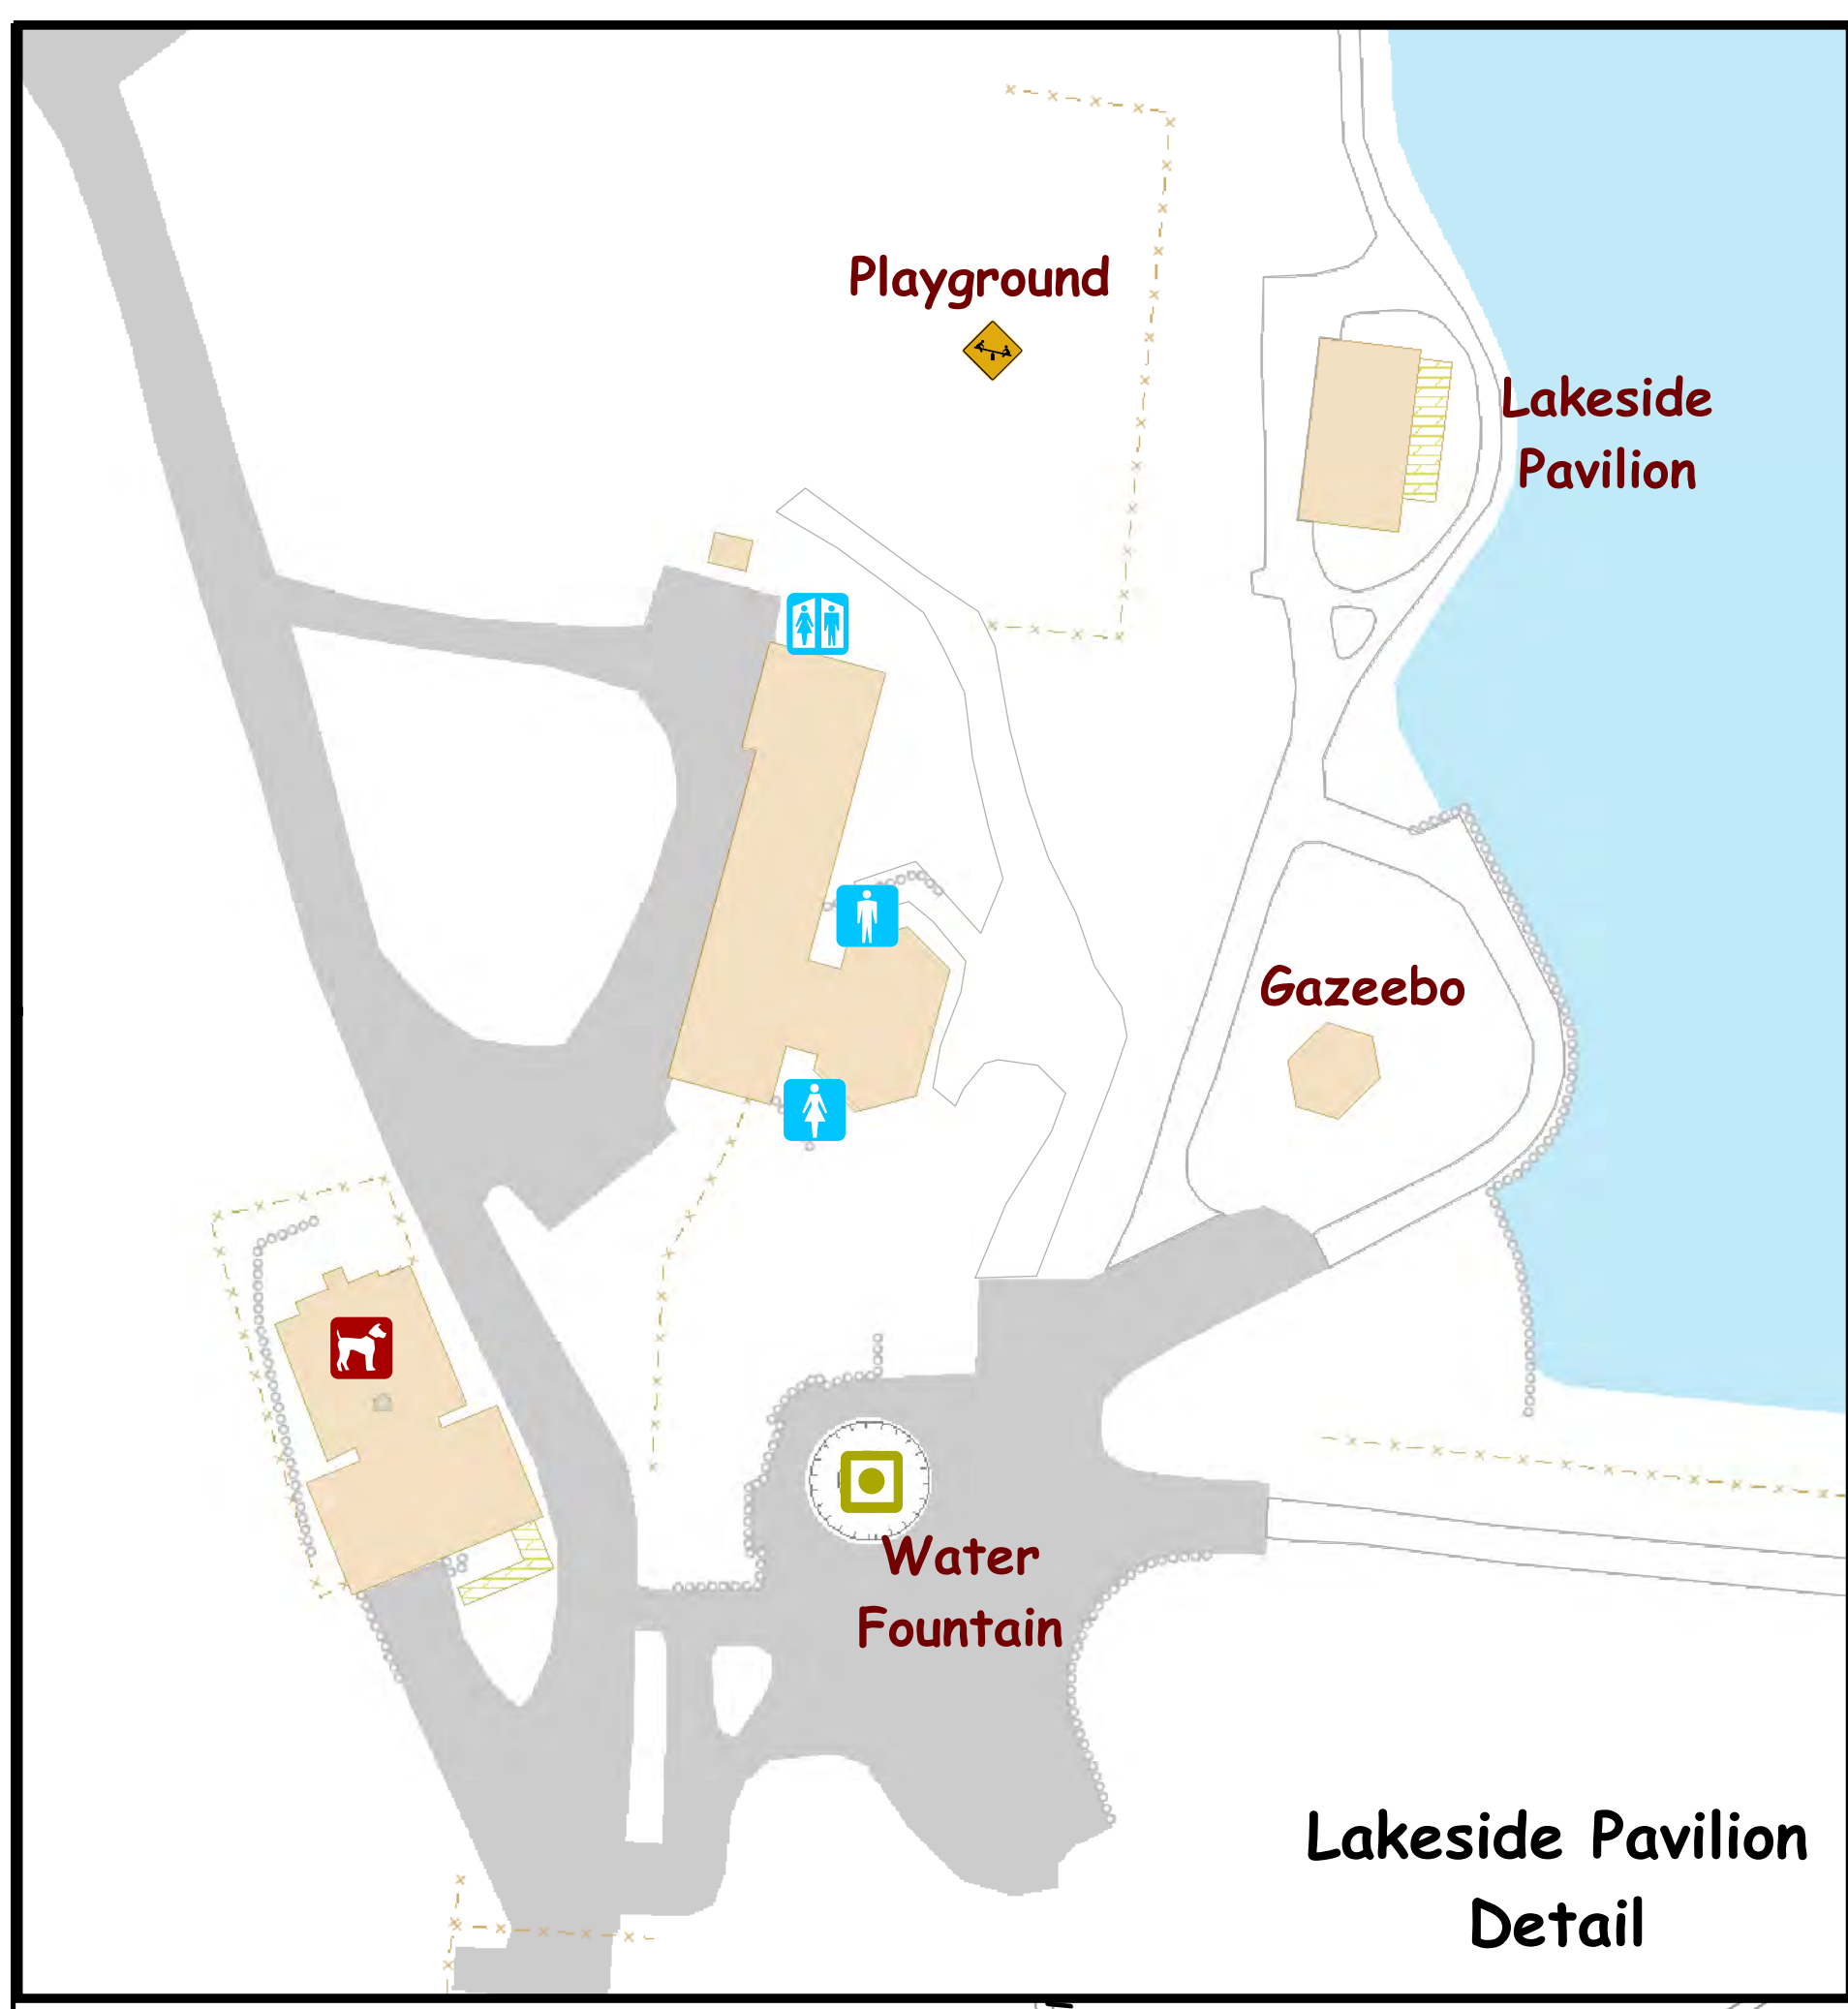 Playground
Lakeside
Pavilion
Gazeebo
Water
Fountain
Lakeside Pavilion
Detail